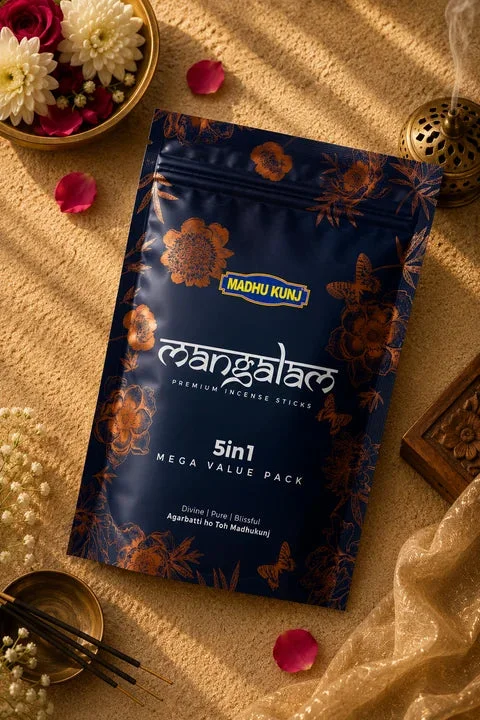 MADHU KUNJ
mangalam
PREMIUM INCENSE STICKS
5in1
MEGA VALUE PACK
Divine | Pure | Blissful
Agarbatti ho Toh Madhukunj